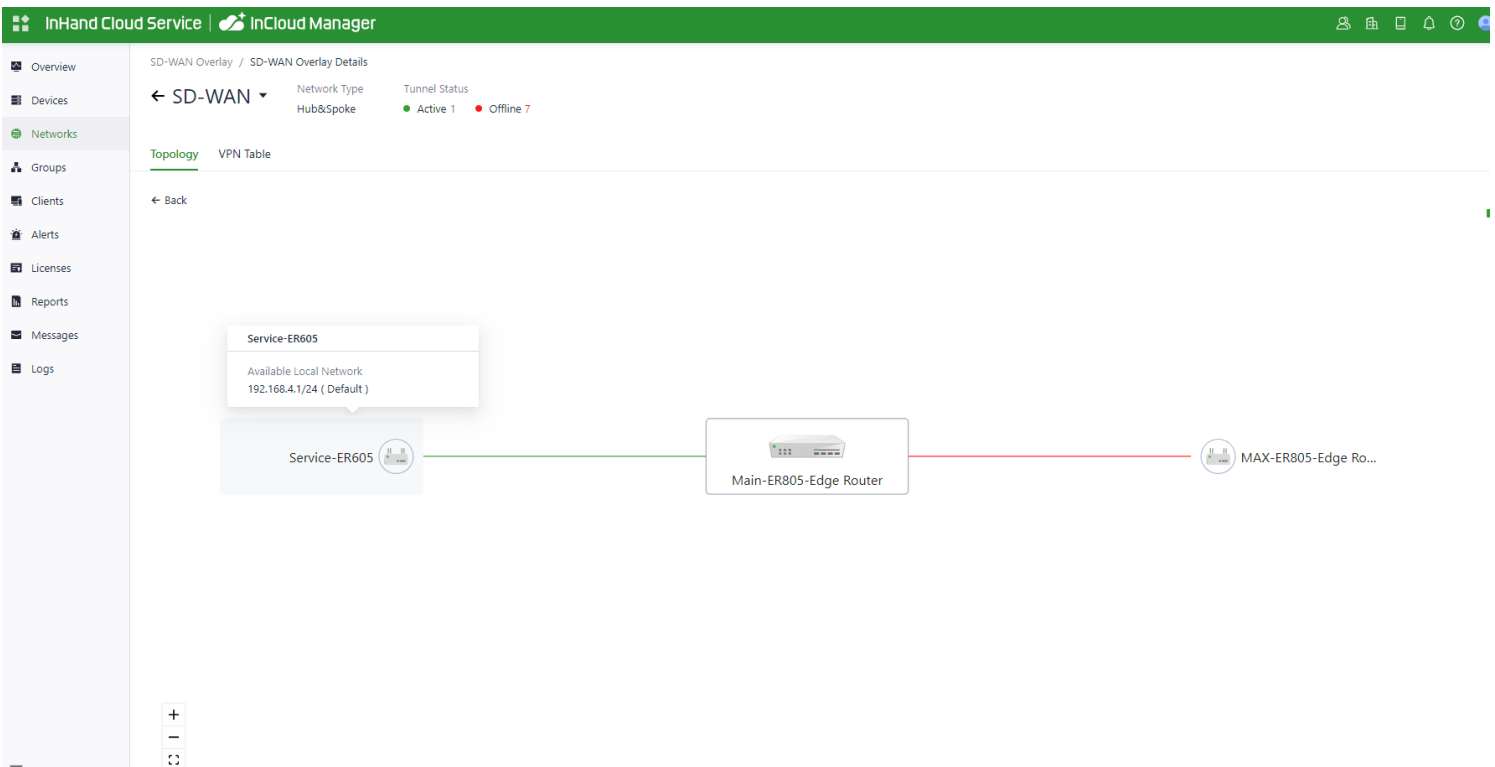 InHand Cloud Service | InCloud Manager
Overview
Devices
Networks
Groups
Clients
Alerts
Licenses
Reports
Messages
Logs
SD-WAN Overlay / SD-WAN Overlay Details
SD-WAN
Network Type
Hub&Spoke
Tunnel Status
Active 1
Offline 7
Topology
VPN Table
Back
Service-ER605
Available Local Network
192.168.4.1/24 ( Default )
Service-ER605
Main-ER805-Edge Router
MAX-ER805-Edge Ro...